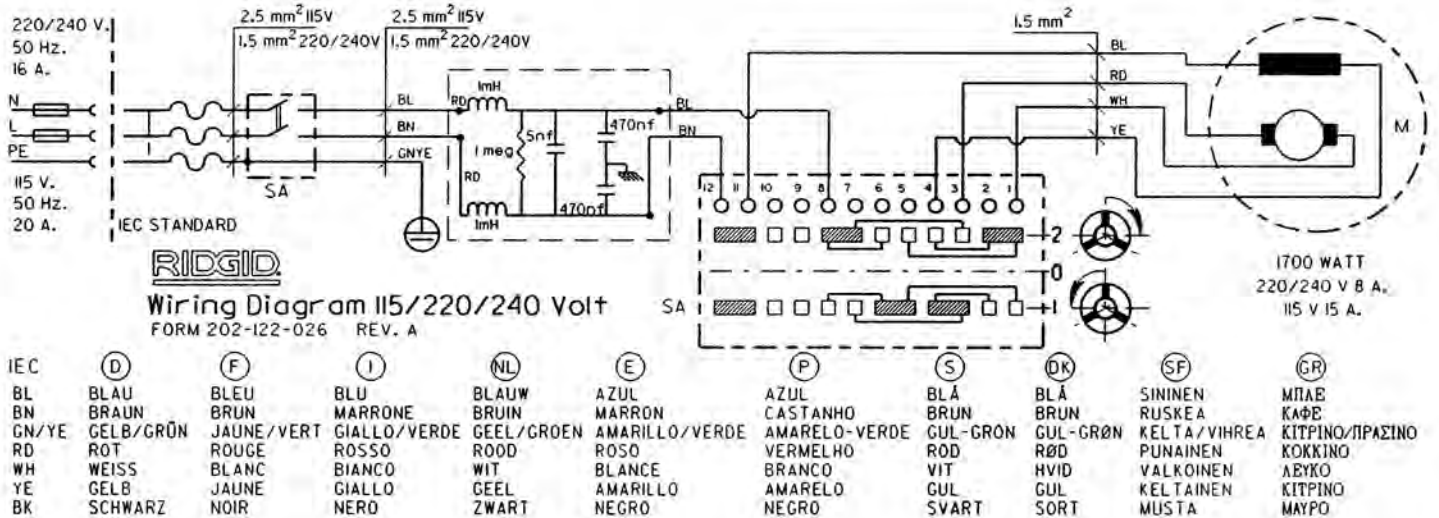 220/240 V.
50 Hz.
16 A.
2.5 mm² 115V
1.5 mm² 220/240V
2.5 mm² 115V
1.5 mm² 220/240V
1.5 mm²
N
L
PE
115 V.
50 Hz.
20 A.
IEC STANDARD
SA
BL
BN
GNYE
RD
1mH
5nf
1 meg
470nf
RD
470nf
1mH
BL
BN
BL
RD
WH
YE
M
12 11 10 9 8 7 6 5 4 3 2 1
2
0
SA
1
1700 WATT
220/240 V 8 A.
115 V 15 A.
RIDGID
Wiring Diagram 115/220/240 Volt
FORM 202-122-026 REV. A
IEC D F I NL E P S DK SF GR
BL BLAU BLEU BLU BLAUW AZUL AZUL BLÅ BLÅ SININEN ΜΠΛΕ
BN BRAUN BRUN MARRONE BRUIN MARRON CASTANHO BRUN BRUN RUSKEA ΚΑΦΕ
GN/YE GELB/GRÜN JAUNE/VERT GIALLO/VERDE GEEL/GROEN AMARILLO/VERDE AMARELO-VERDE GUL-GRÖN GUL-GRØN KELTA/VIHREA ΚΙΤΡΙΝΟ/ΠΡΑΣΙΝΟ
RD ROT ROUGE ROSSO ROOD ROSO VERMELHO RÖD RØD PUNAINEN ΚΟΚΚΙΝΟ
WH WEISS BLANC BIANCO WIT BLANCE BRANCO VIT HVID VALKOINEN ΛΕΥΚΟ
YE GELB JAUNE GIALLO GEEL AMARILLO AMARELO GUL GUL KELTAINEN ΚΙΤΡΙΝΟ
BK SCHWARZ NOIR NERO ZWART NEGRO NEGRO SVART SORT MUSTA ΜΑΥΡΟ